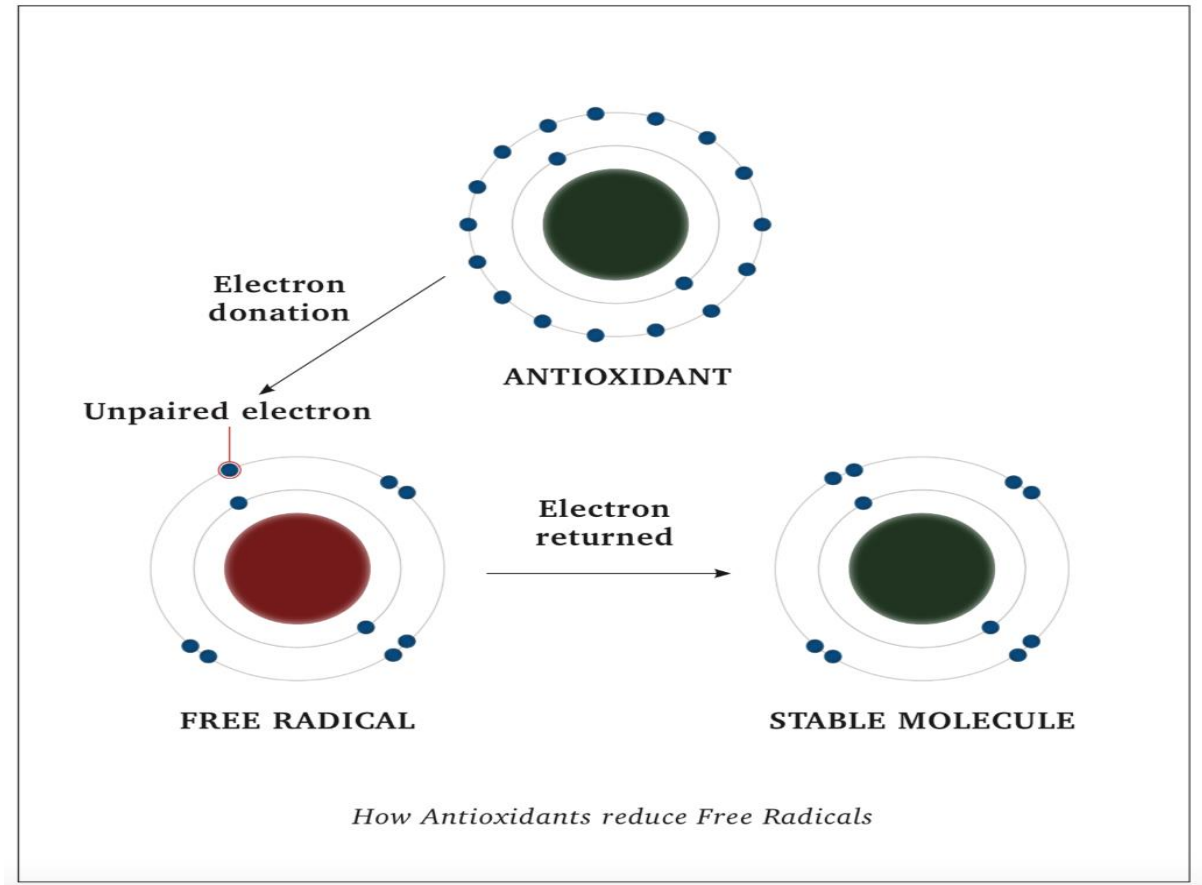 Electron
donation
ANTIOXIDANT
Unpaired electron
Electron
returned
FREE RADICAL
STABLE MOLECULE
How Antioxidants reduce Free Radicals